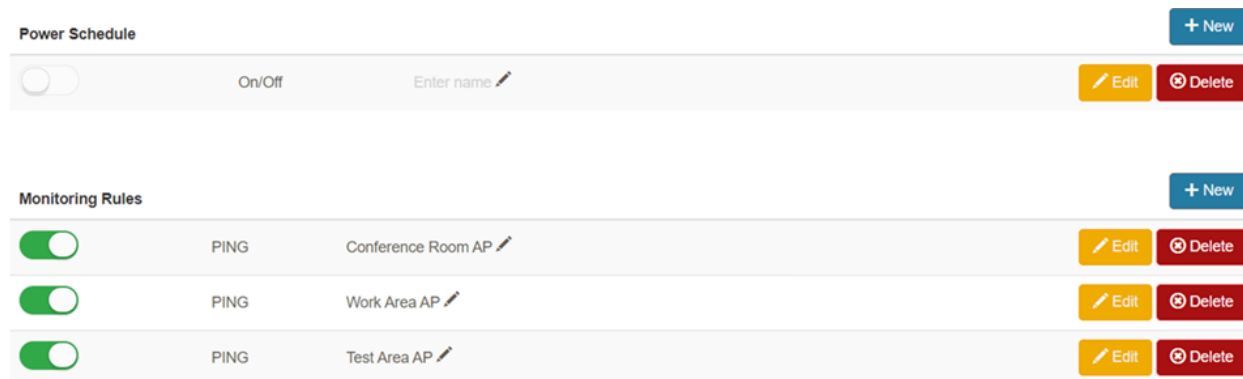 Power Schedule + New
On/Off Enter name Edit Delete
Monitoring Rules + New
PING Conference Room AP Edit Delete
PING Work Area AP Edit Delete
PING Test Area AP Edit Delete